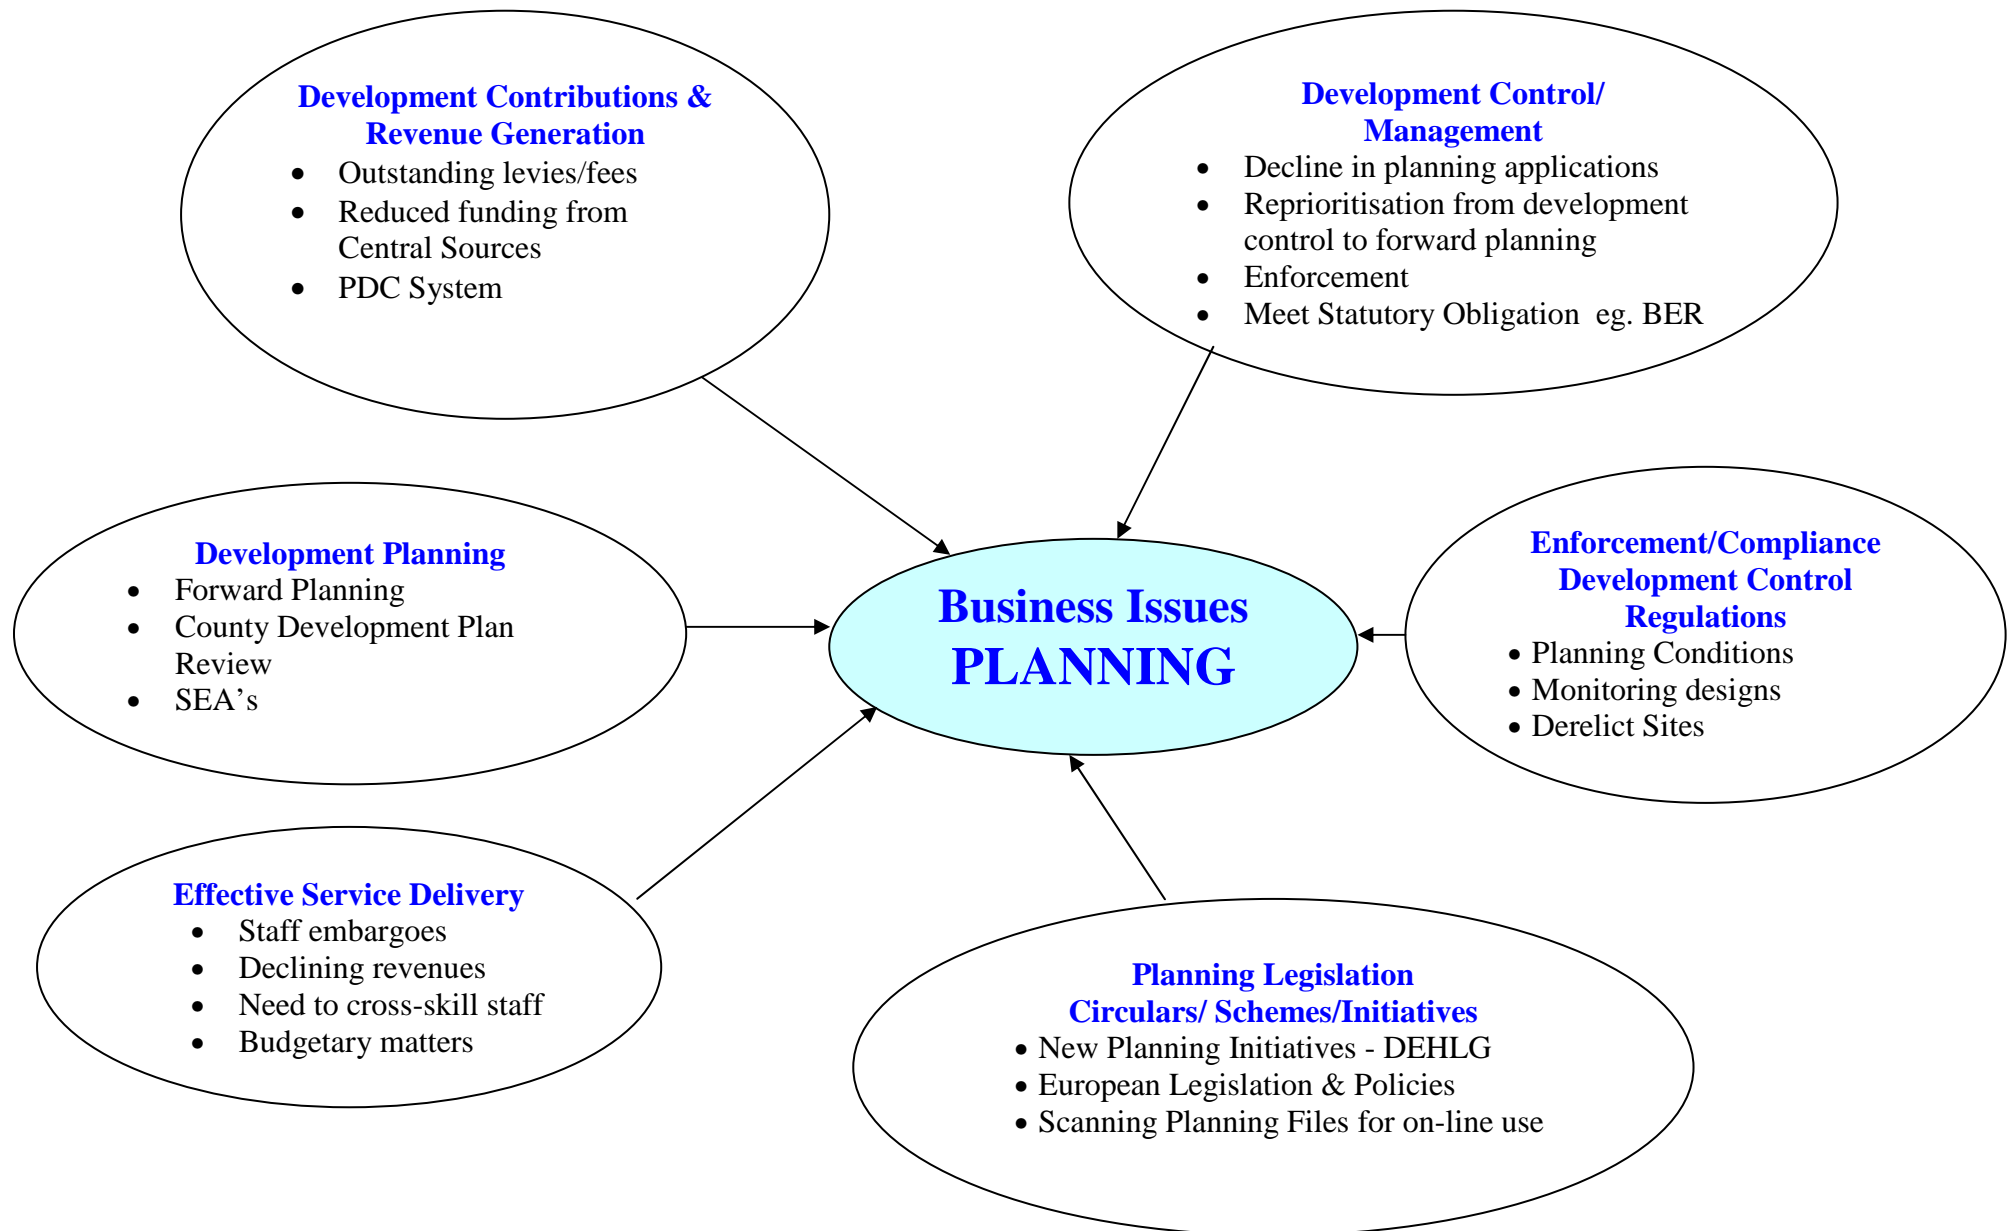 Development Contributions &
Revenue Generation
• Outstanding levies/fees
• Reduced funding from
Central Sources
• PDC System
Development Control/
Management
• Decline in planning applications
• Reprioritisation from development
control to forward planning
• Enforcement
• Meet Statutory Obligation  eg. BER
Development Planning
• Forward Planning
• County Development Plan
Review
• SEA’s
Business Issues
PLANNING
Enforcement/Compliance
Development Control
Regulations
• Planning Conditions
• Monitoring designs
• Derelict Sites
Effective Service Delivery
• Staff embargoes
• Declining revenues
• Need to cross-skill staff
• Budgetary matters
Planning Legislation
Circulars/ Schemes/Initiatives
• New Planning Initiatives - DEHLG
• European Legislation & Policies
• Scanning Planning Files for on-line use